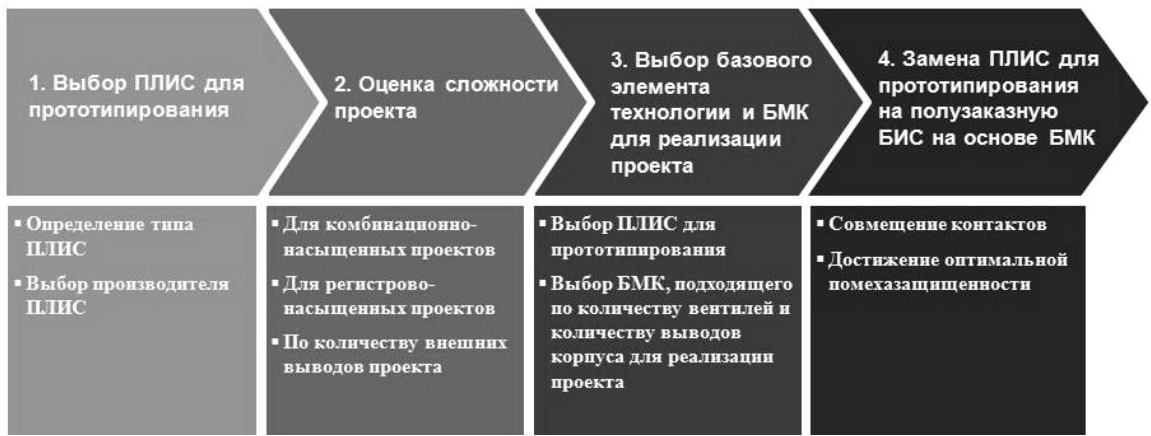 1. Выбор ПЛИС для
прототипирования
2. Оценка сложности
проекта
3. Выбор базового
элемента
технологии и БМК
для реализации
проекта
4. Замена ПЛИС для
прототипирования
на полузаказную
БИС на основе БМК
▪ Определение типа
ПЛИС
▪ Выбор производителя
ПЛИС
▪ Для комбинационно-
насыщенных проектов
▪ Для регистрово-
насыщенных проектов
▪ По количеству внешних
выводов проекта
▪ Выбор ПЛИС для
прототипирования
▪ Выбор БМК, подходящего
по количеству вентилей и
количеству выводов
корпуса для реализации
проекта
▪ Совмещение контактов
▪ Достижение оптимальной
помехазащищенности